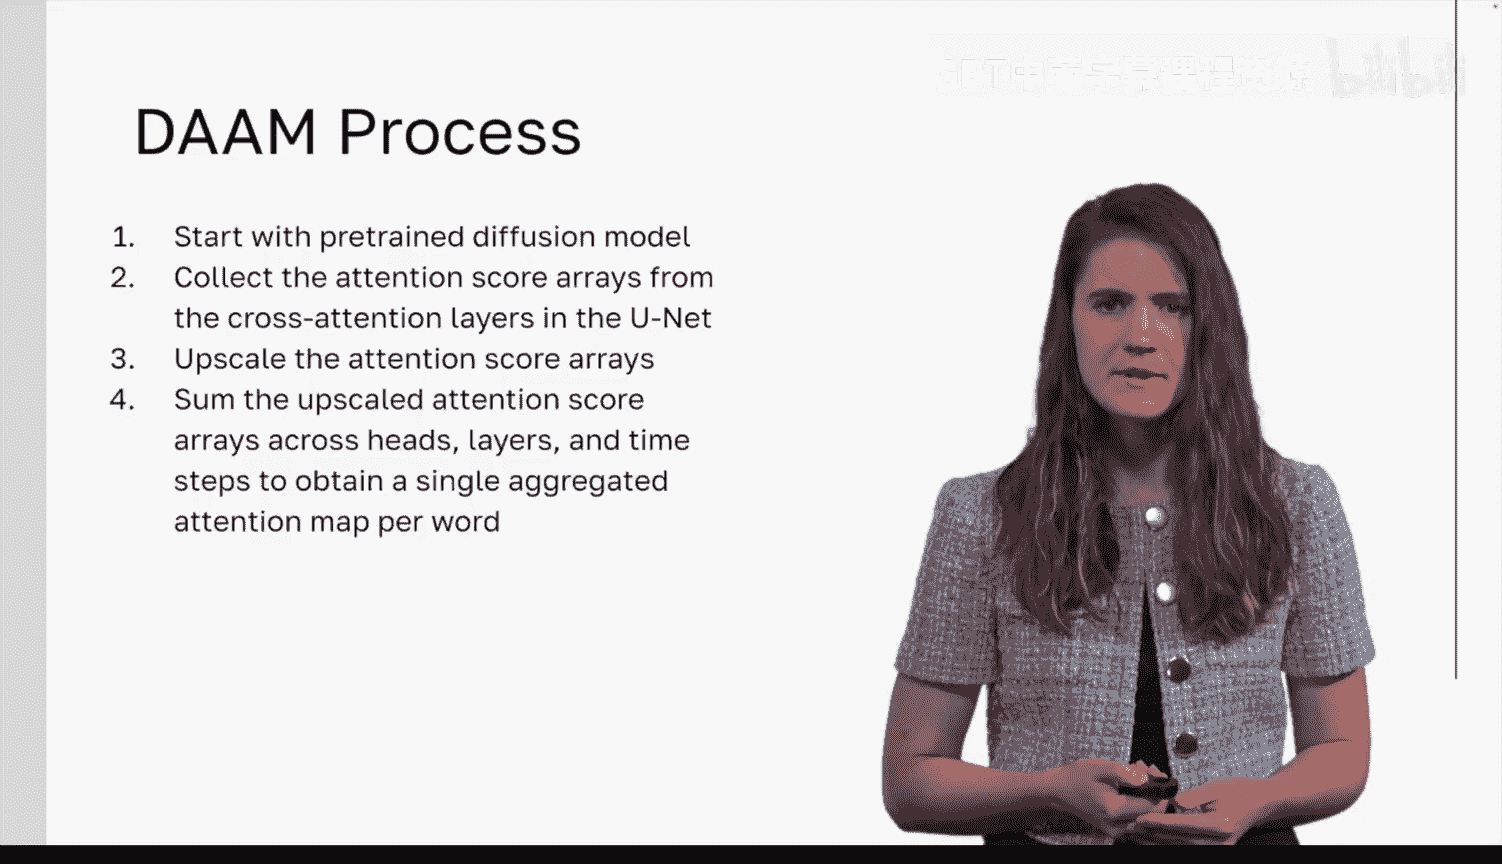 DAAM Process
1. Start with pretrained diffusion model
2. Collect the attention score arrays from
the cross-attention layers in the U-Net
3. Upscale the attention score arrays
4. Sum the upscaled attention score
arrays across heads, layers, and time
steps to obtain a single aggregated
attention map per word
bilibili